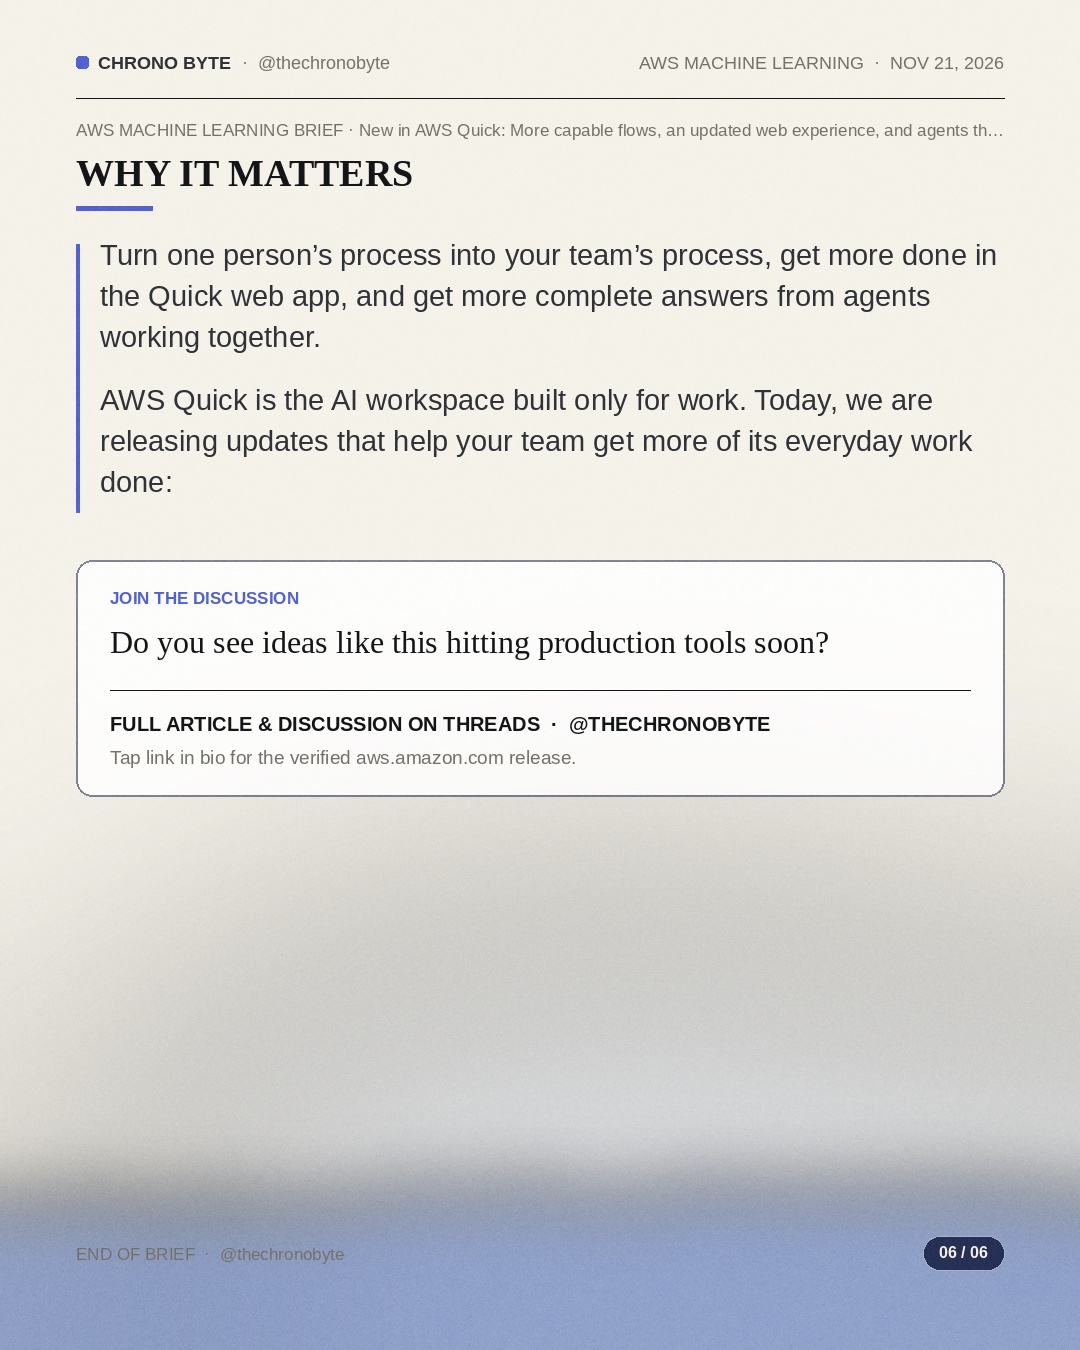 CHRONO BYTE · @thechronobyte
AWS MACHINE LEARNING · NOV 21, 2026
AWS MACHINE LEARNING BRIEF · New in AWS Quick: More capable flows, an updated web experience, and agents th…
WHY IT MATTERS
Turn one person’s process into your team’s process, get more done in
the Quick web app, and get more complete answers from agents
working together.
AWS Quick is the AI workspace built only for work. Today, we are
releasing updates that help your team get more of its everyday work
done:
JOIN THE DISCUSSION
Do you see ideas like this hitting production tools soon?
FULL ARTICLE & DISCUSSION ON THREADS · @THECHRONOBYTE
Tap link in bio for the verified aws.amazon.com release.
END OF BRIEF · @thechronobyte
06 / 06